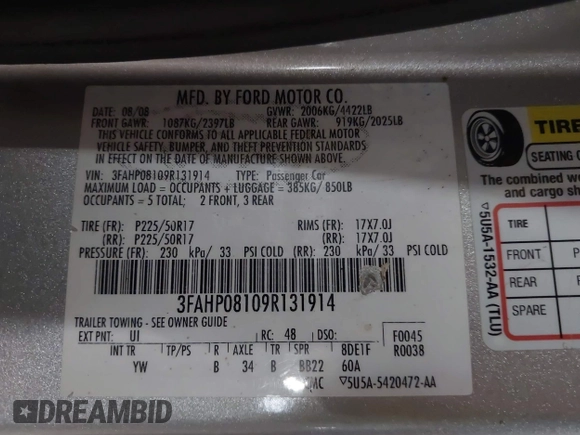 MFD. BY FORD MOTOR CO.
DATE: 08/08 GVWR: 2006KG/4422LB
FRONT GAWR: 1087KG/2397LB REAR GAWR: 919KG/2025LB
THIS VEHICLE CONFORMS TO ALL APPLICABLE FEDERAL MOTOR
VEHICLE SAFETY, BUMPER, AND THEFT PREVENTION STANDARDS
IN EFFECT ON THE DATE OF MANUFACTURE SHOWN ABOVE.
VIN: 3FAHP08109R131914 TYPE: Passenger Car
MAXIMUM LOAD = OCCUPANTS + LUGGAGE = 385KG/850LB
OCCUPANTS = 5 TOTAL; 2 FRONT, 3 REAR
TIRE (FR): P225/50R17 RIMS (FR): 17X7.0J
(RR): P225/50R17 (RR): 17X7.0J
PRESSURE (FR): 230 kPa/ 33 PSI COLD (RR): 230 kPa/ 33 PSI COLD
3FAHP08109R131914
TRAILER TOWING - SEE OWNER GUIDE
EXT PNT: UI RC: 48 DSO: F0045
INT TR TP/PS R AXLE TR SPR 8DE1F R0038
YW B 34 B BB22 60A
MC ▽5U5A-5420472-AA
TIRE
SEATING
The combined
and cargo
TIRE
FRONT P
REAR
SPARE
▽5U5A-1532-AA (TLU)
DREAMBID